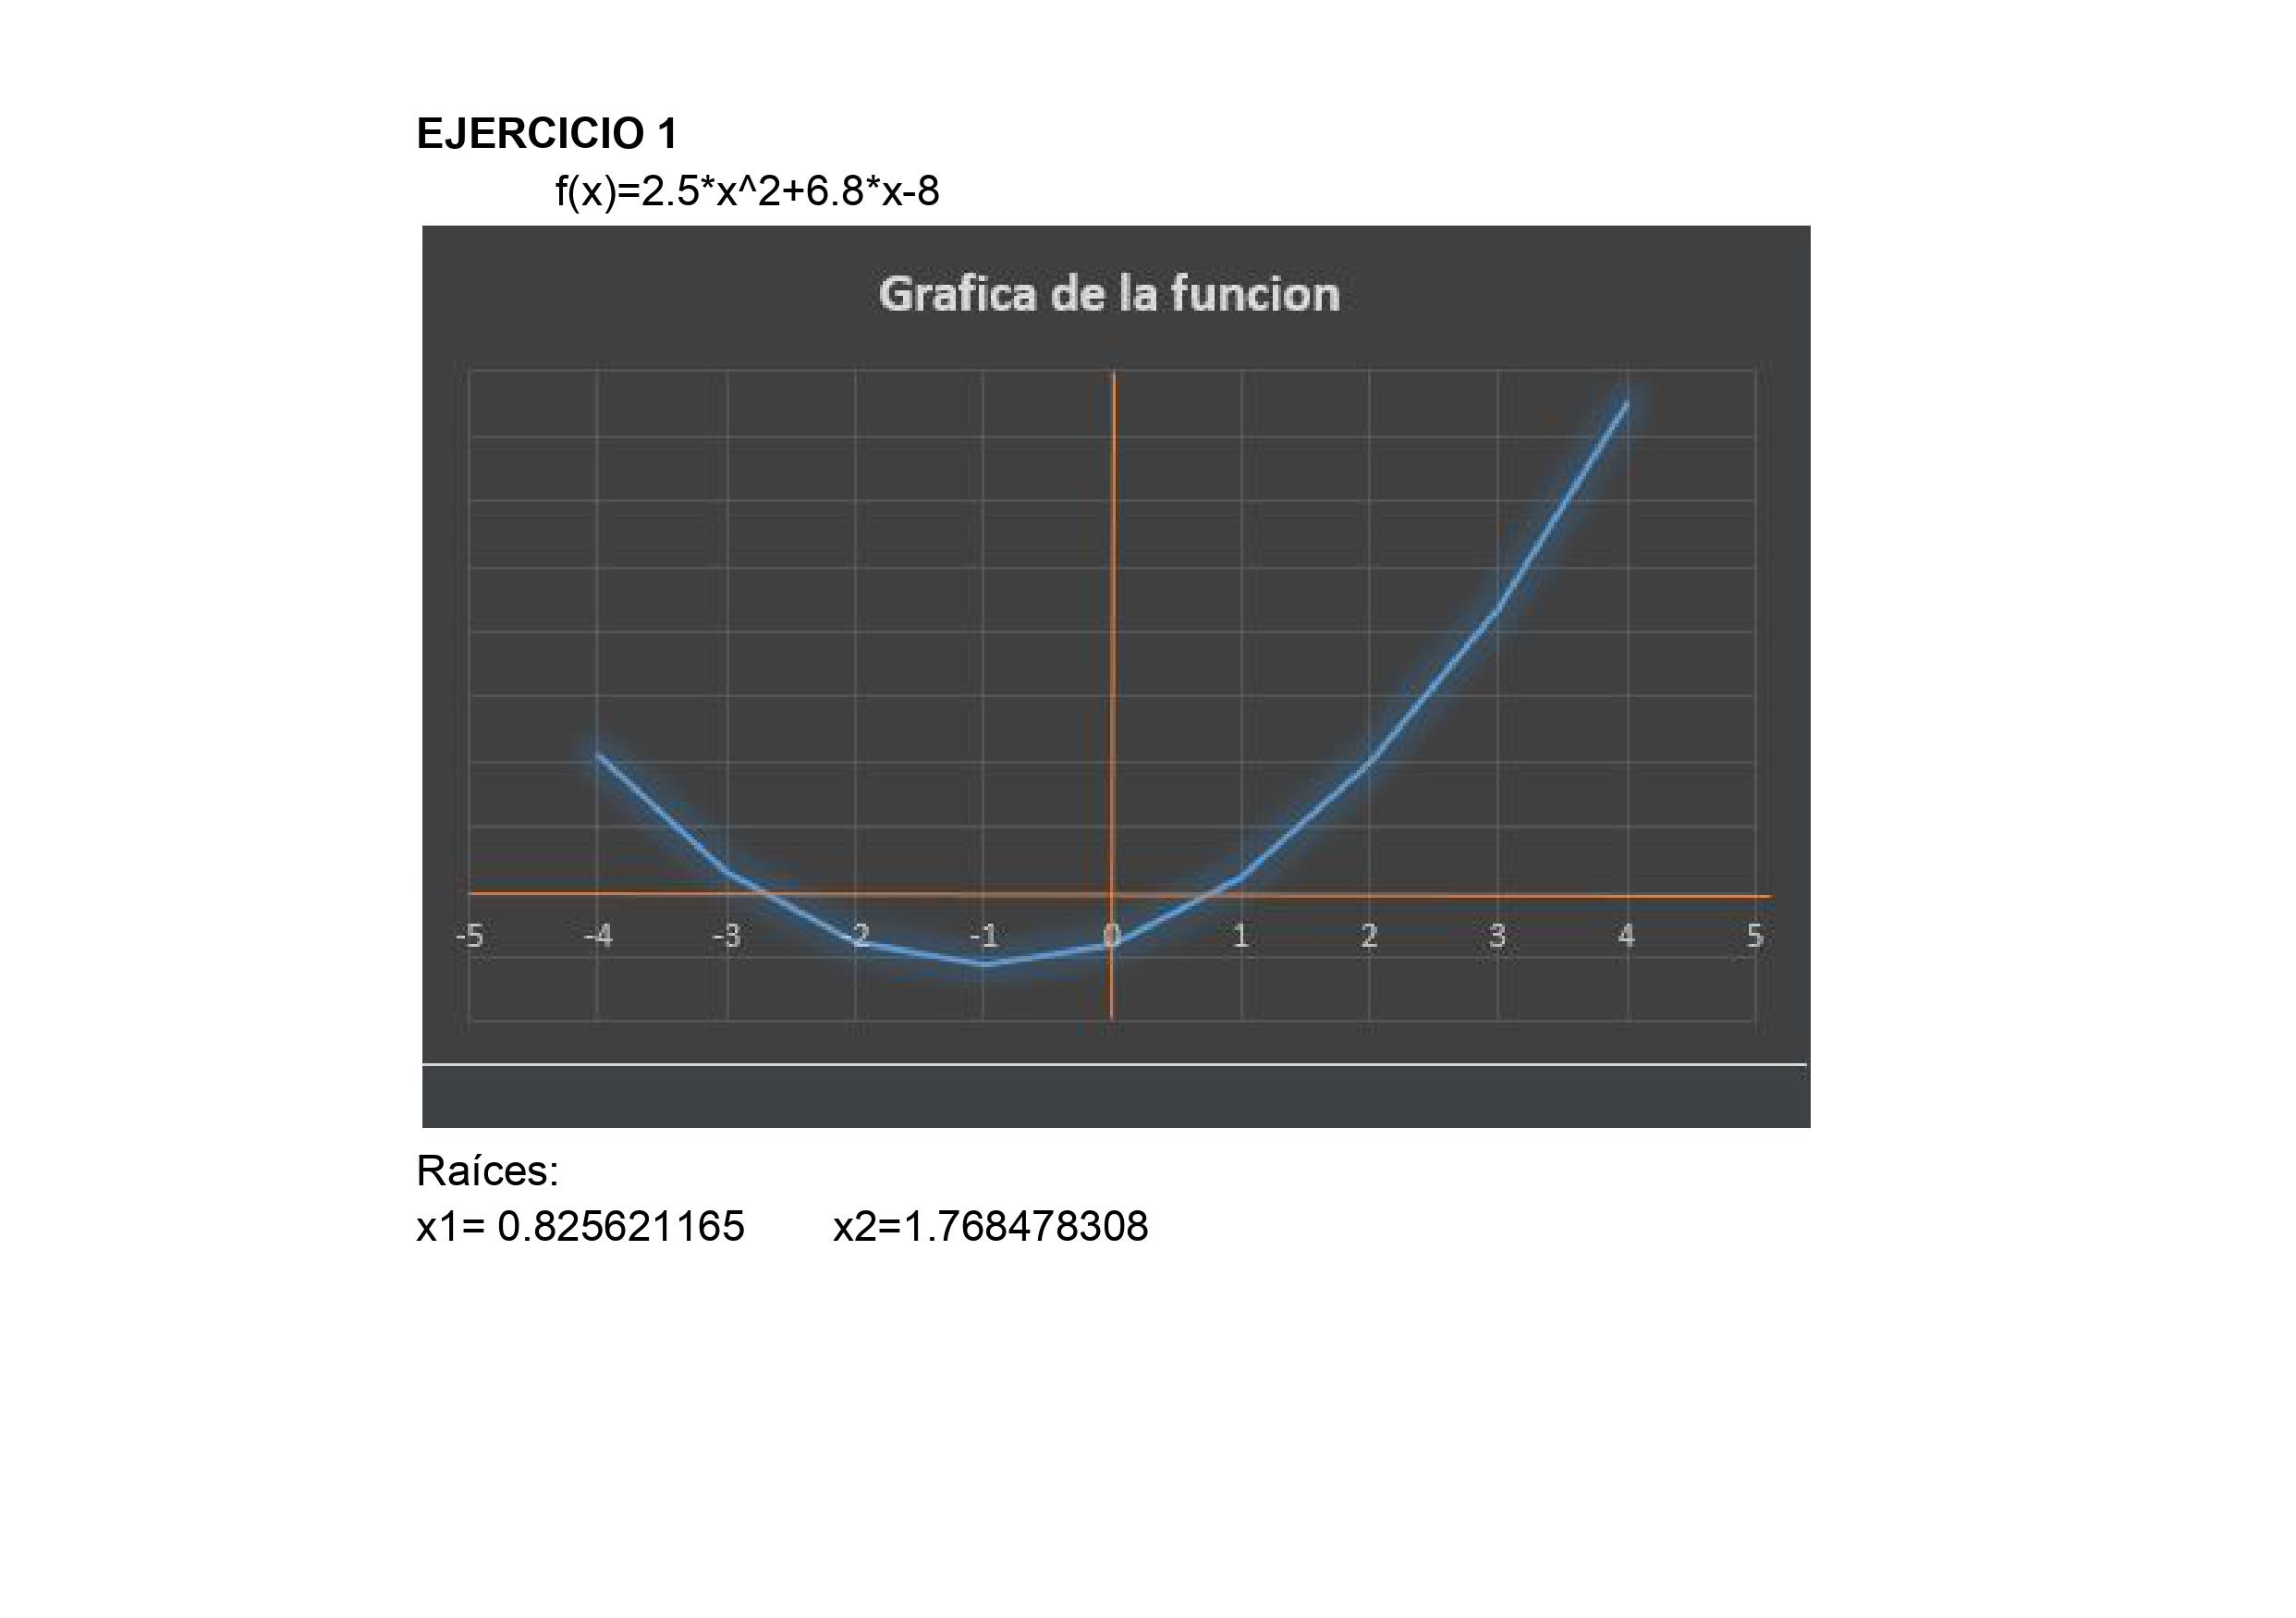 EJERCICIO 1
f(x)=2.5*x^2+6.8*x-8
Grafica de la funcion
-5 -4 -3 -2 -1 0 1 2 3 4 5
Raíces:
x1= 0.825621165 x2=1.768478308